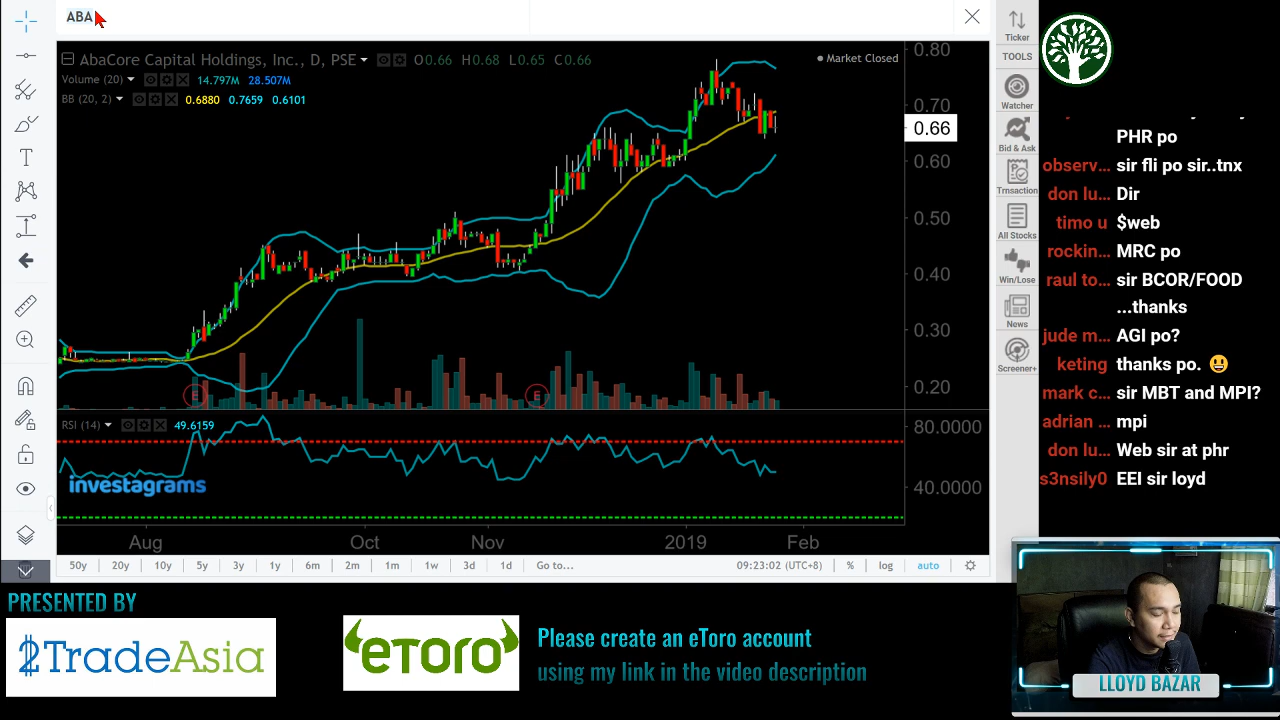 ABA
AbaCore Capital Holdings, Inc., D, PSE O0.66 H0.68 L0.65 C0.66
Market Closed
Volume (20) 14.797M 28.507M
BB (20, 2) 0.6880 0.7659 0.6101
0.80
0.70
0.66
0.60
0.50
0.40
0.30
0.20
E
E
RSI (14) 49.6159
80.0000
40.0000
investagrams
Aug Oct Nov 2019 Feb
50y 20y 10y 5y 3y 1y 6m 2m 1m 1w 3d 1d Go to... 09:23:02 (UTC+8) % log auto
Ticker
TOOLS
Watcher
Bid & Ask
Trnsaction
All Stocks
Win/Lose
News
Screener+
PHR po
observ... sir fli po sir..tnx
don lu... Dir
timo u $web
rockin... MRC po
raul to... sir BCOR/FOOD
...thanks
jude m... AGI po?
keting thanks po. 😃
mark c... sir MBT and MPI?
adrian ... mpi
don lu... Web sir at phr
s3nsily0 EEI sir loyd
PRESENTED BY
2TradeAsia
eToro
Please create an eToro account
using my link in the video description
LLOYD BAZAR